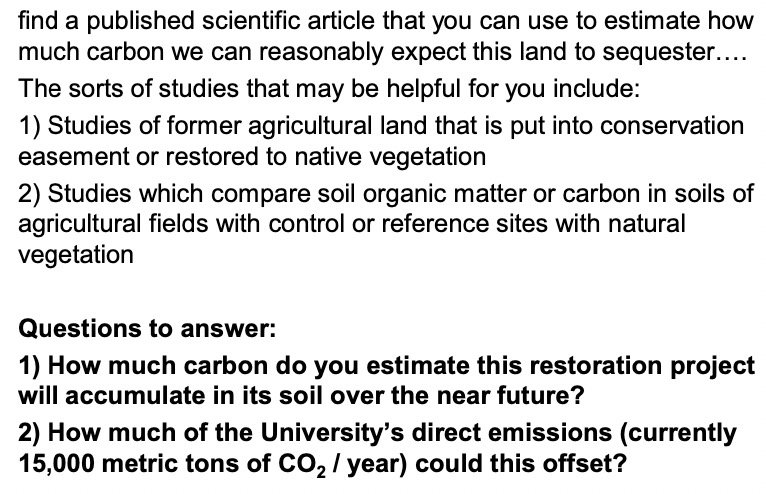 find a published scientific article that you can use to estimate how
much carbon we can reasonably expect this land to sequester….
The sorts of studies that may be helpful for you include:
1) Studies of former agricultural land that is put into conservation
easement or restored to native vegetation
2) Studies which compare soil organic matter or carbon in soils of
agricultural fields with control or reference sites with natural
vegetation
Questions to answer:
1) How much carbon do you estimate this restoration project
will accumulate in its soil over the near future?
2) How much of the University’s direct emissions (currently
15,000 metric tons of CO₂ / year) could this offset?